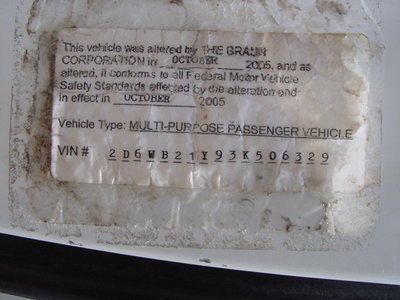 This vehicle was altered by THE BRAUN
CORPORATION in OCTOBER 2005, and as
altered, it conforms to all Federal Motor Vehicle
Safety Standards affected by the alteration and
in effect in OCTOBER 2005
Vehicle Type: MULTI-PURPOSE PASSENGER VEHICLE
VIN # 2D6WB21Y93K506329